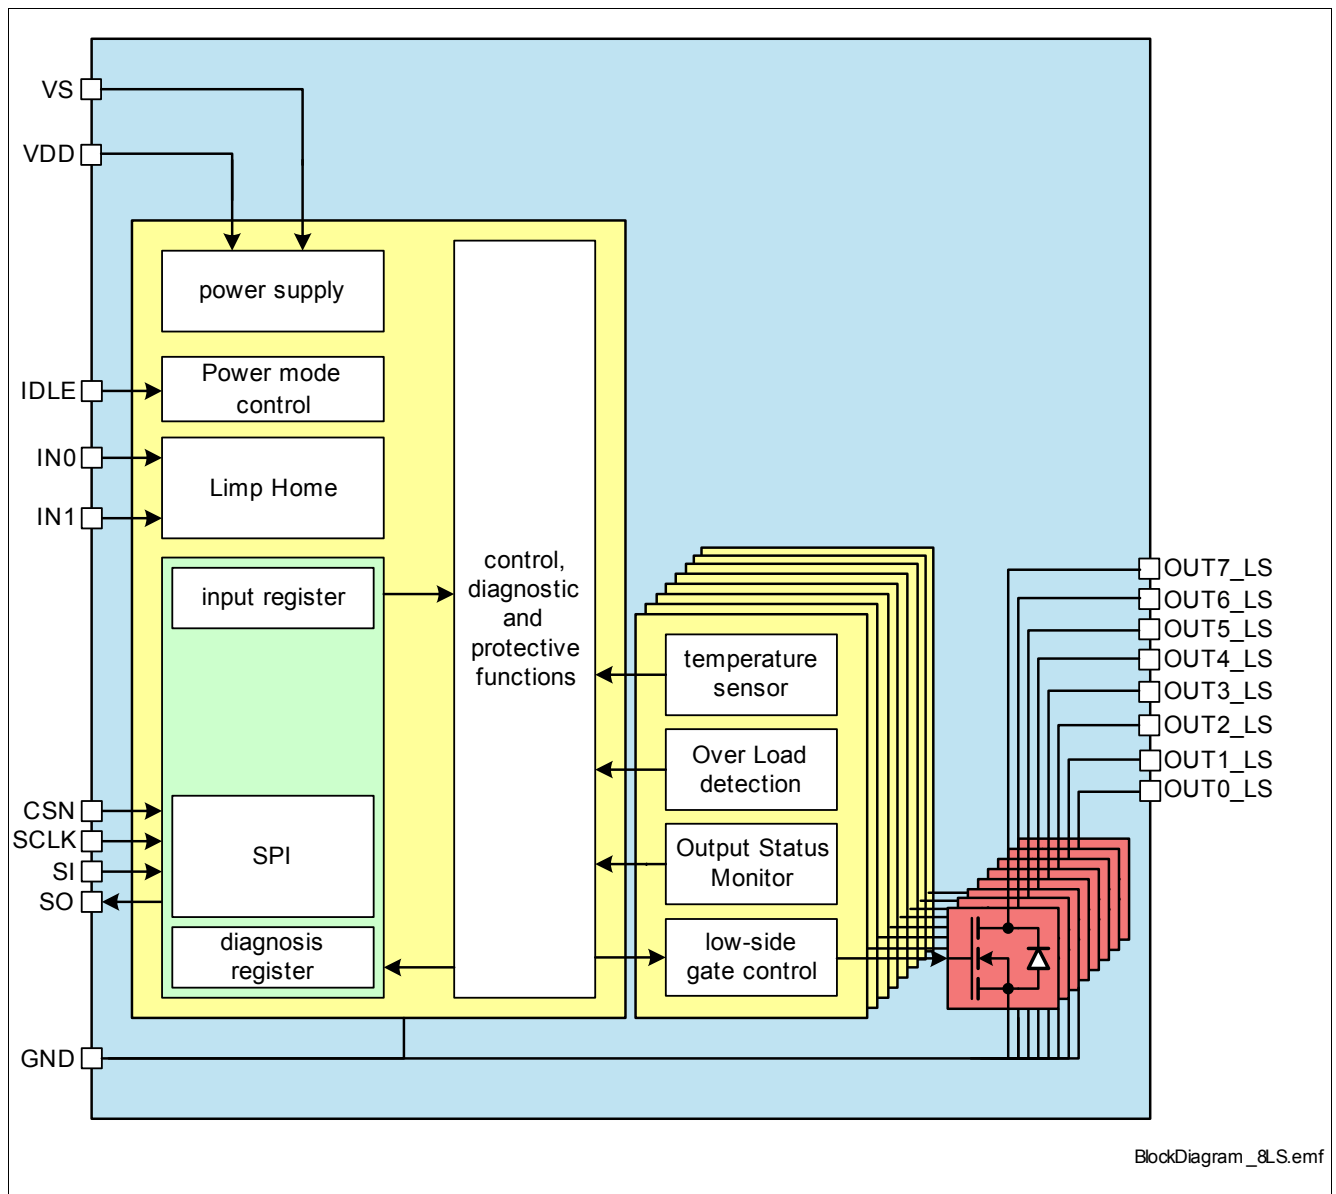 VS
VDD
power supply
IDLE
Power mode
control
IN0
IN1
Limp Home
input register
control,
diagnostic
and
protective
functions
temperature
sensor
Over Load
detection
Output Status
Monitor
low-side
gate control
CSN
SCLK
SI
SO
SPI
diagnosis
register
GND
OUT7_LS
OUT6_LS
OUT5_LS
OUT4_LS
OUT3_LS
OUT2_LS
OUT1_LS
OUT0_LS
BlockDiagram _8LS.emf